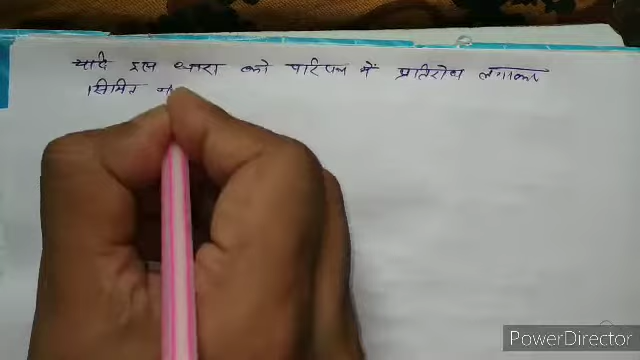 यदि इस धारा को परिपथ में प्रतिरोध लगाकर
सिमित न
PowerDirector